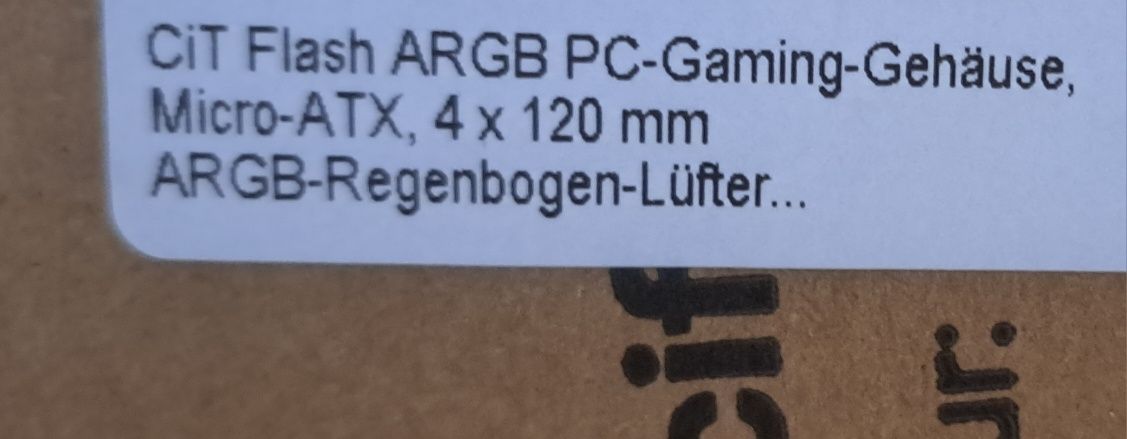 CiT Flash ARGB PC-Gaming-Gehäuse,
Micro-ATX, 4 x 120 mm
ARGB-Regenbogen-Lüfter...